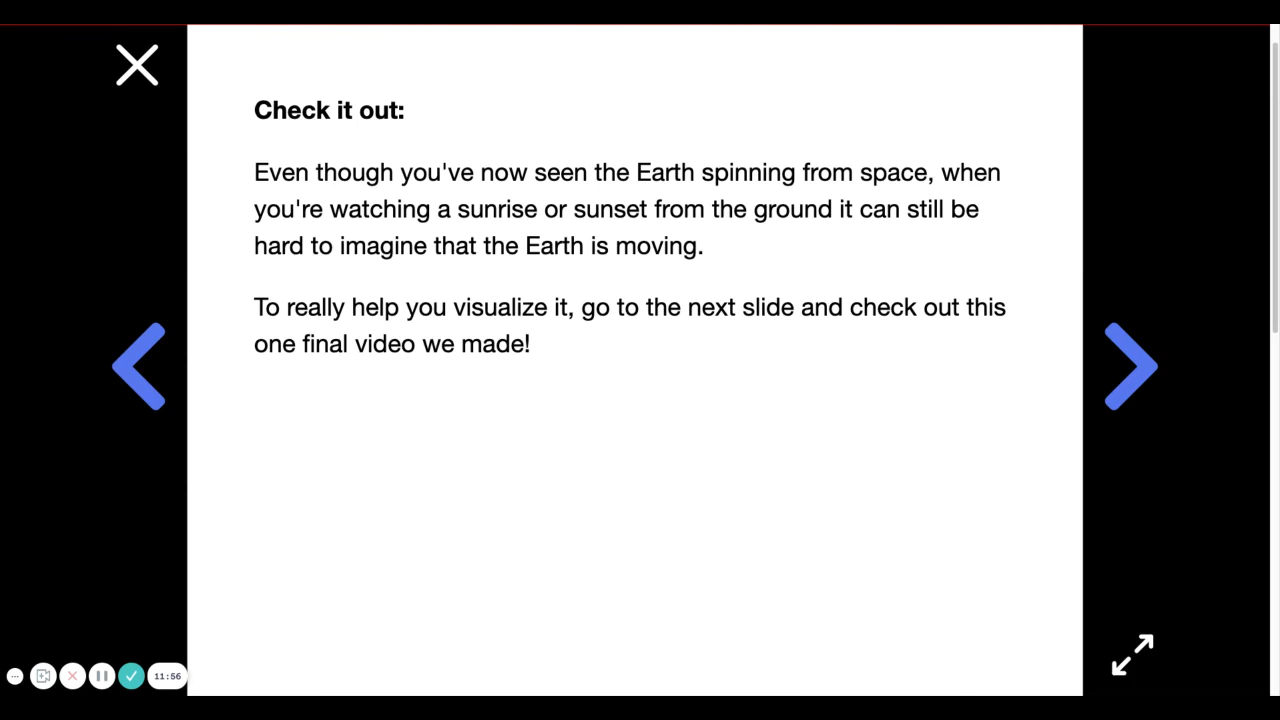 Check it out:
Even though you've now seen the Earth spinning from space, when
you're watching a sunrise or sunset from the ground it can still be
hard to imagine that the Earth is moving.
To really help you visualize it, go to the next slide and check out this
one final video we made!
11:56